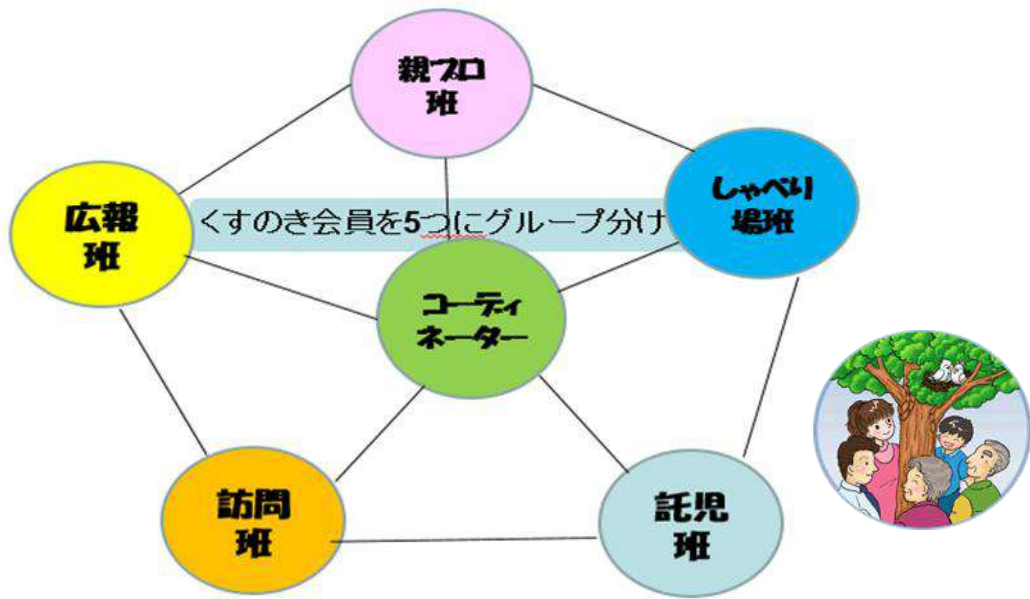 親プロ
班
しゃべり
場班
広報
班
くすのき会員を5つにグループ分け
コーディ
ネーター
訪問
班
託児
班